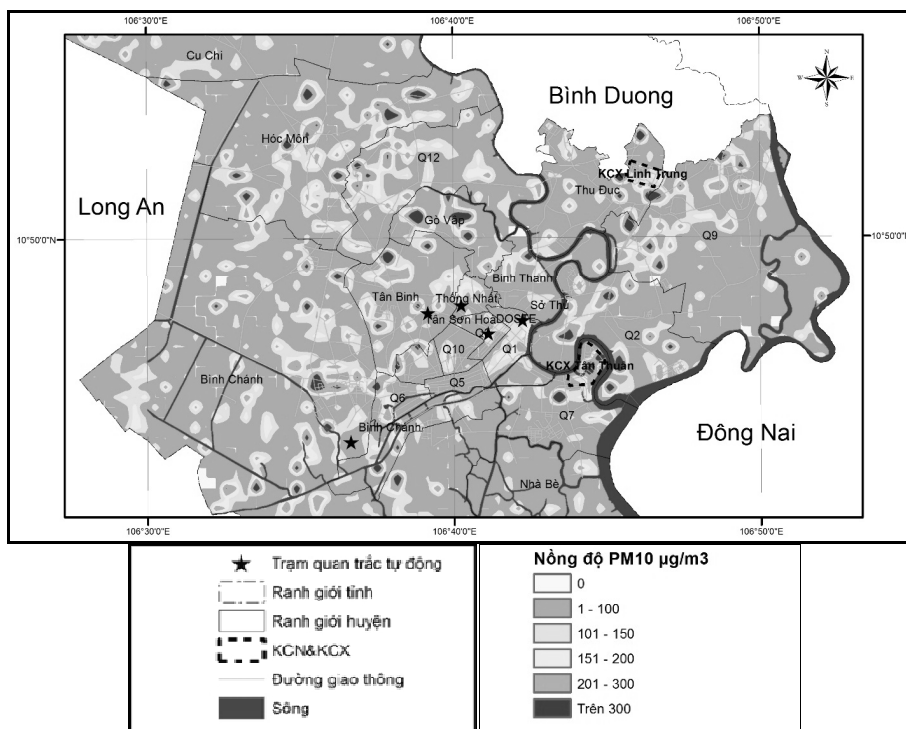 106°30'0"E
106°40'0"E
106°50'0"E
Cu Chi
Bình Duong
N
W
E
S
Hóc Môn
Q12
KCX Linh Trung
Thu Đuc
Long An
Gò Vấp
Q9
10°50'0"N
10°50'0"N
Binh Thanh
Tân Binh
Thống Nhất
Sở Thú
Tân Sơn Hoà
DOSTE
Q2
Q10
Q1
KCX Tân Thuân
Bình Chánh
Q5
Q6
Q7
Bình Chánh
Đông Nai
Nhà Bè
106°30'0"E
106°40'0"E
106°50'0"E
Trạm quan trắc tự động
Ranh giới tỉnh
Ranh giới huyện
KCN&KCX
Đường giao thông
Sông
Nồng độ PM10 µg/m3
0
1 - 100
101 - 150
151 - 200
201 - 300
Trên 300